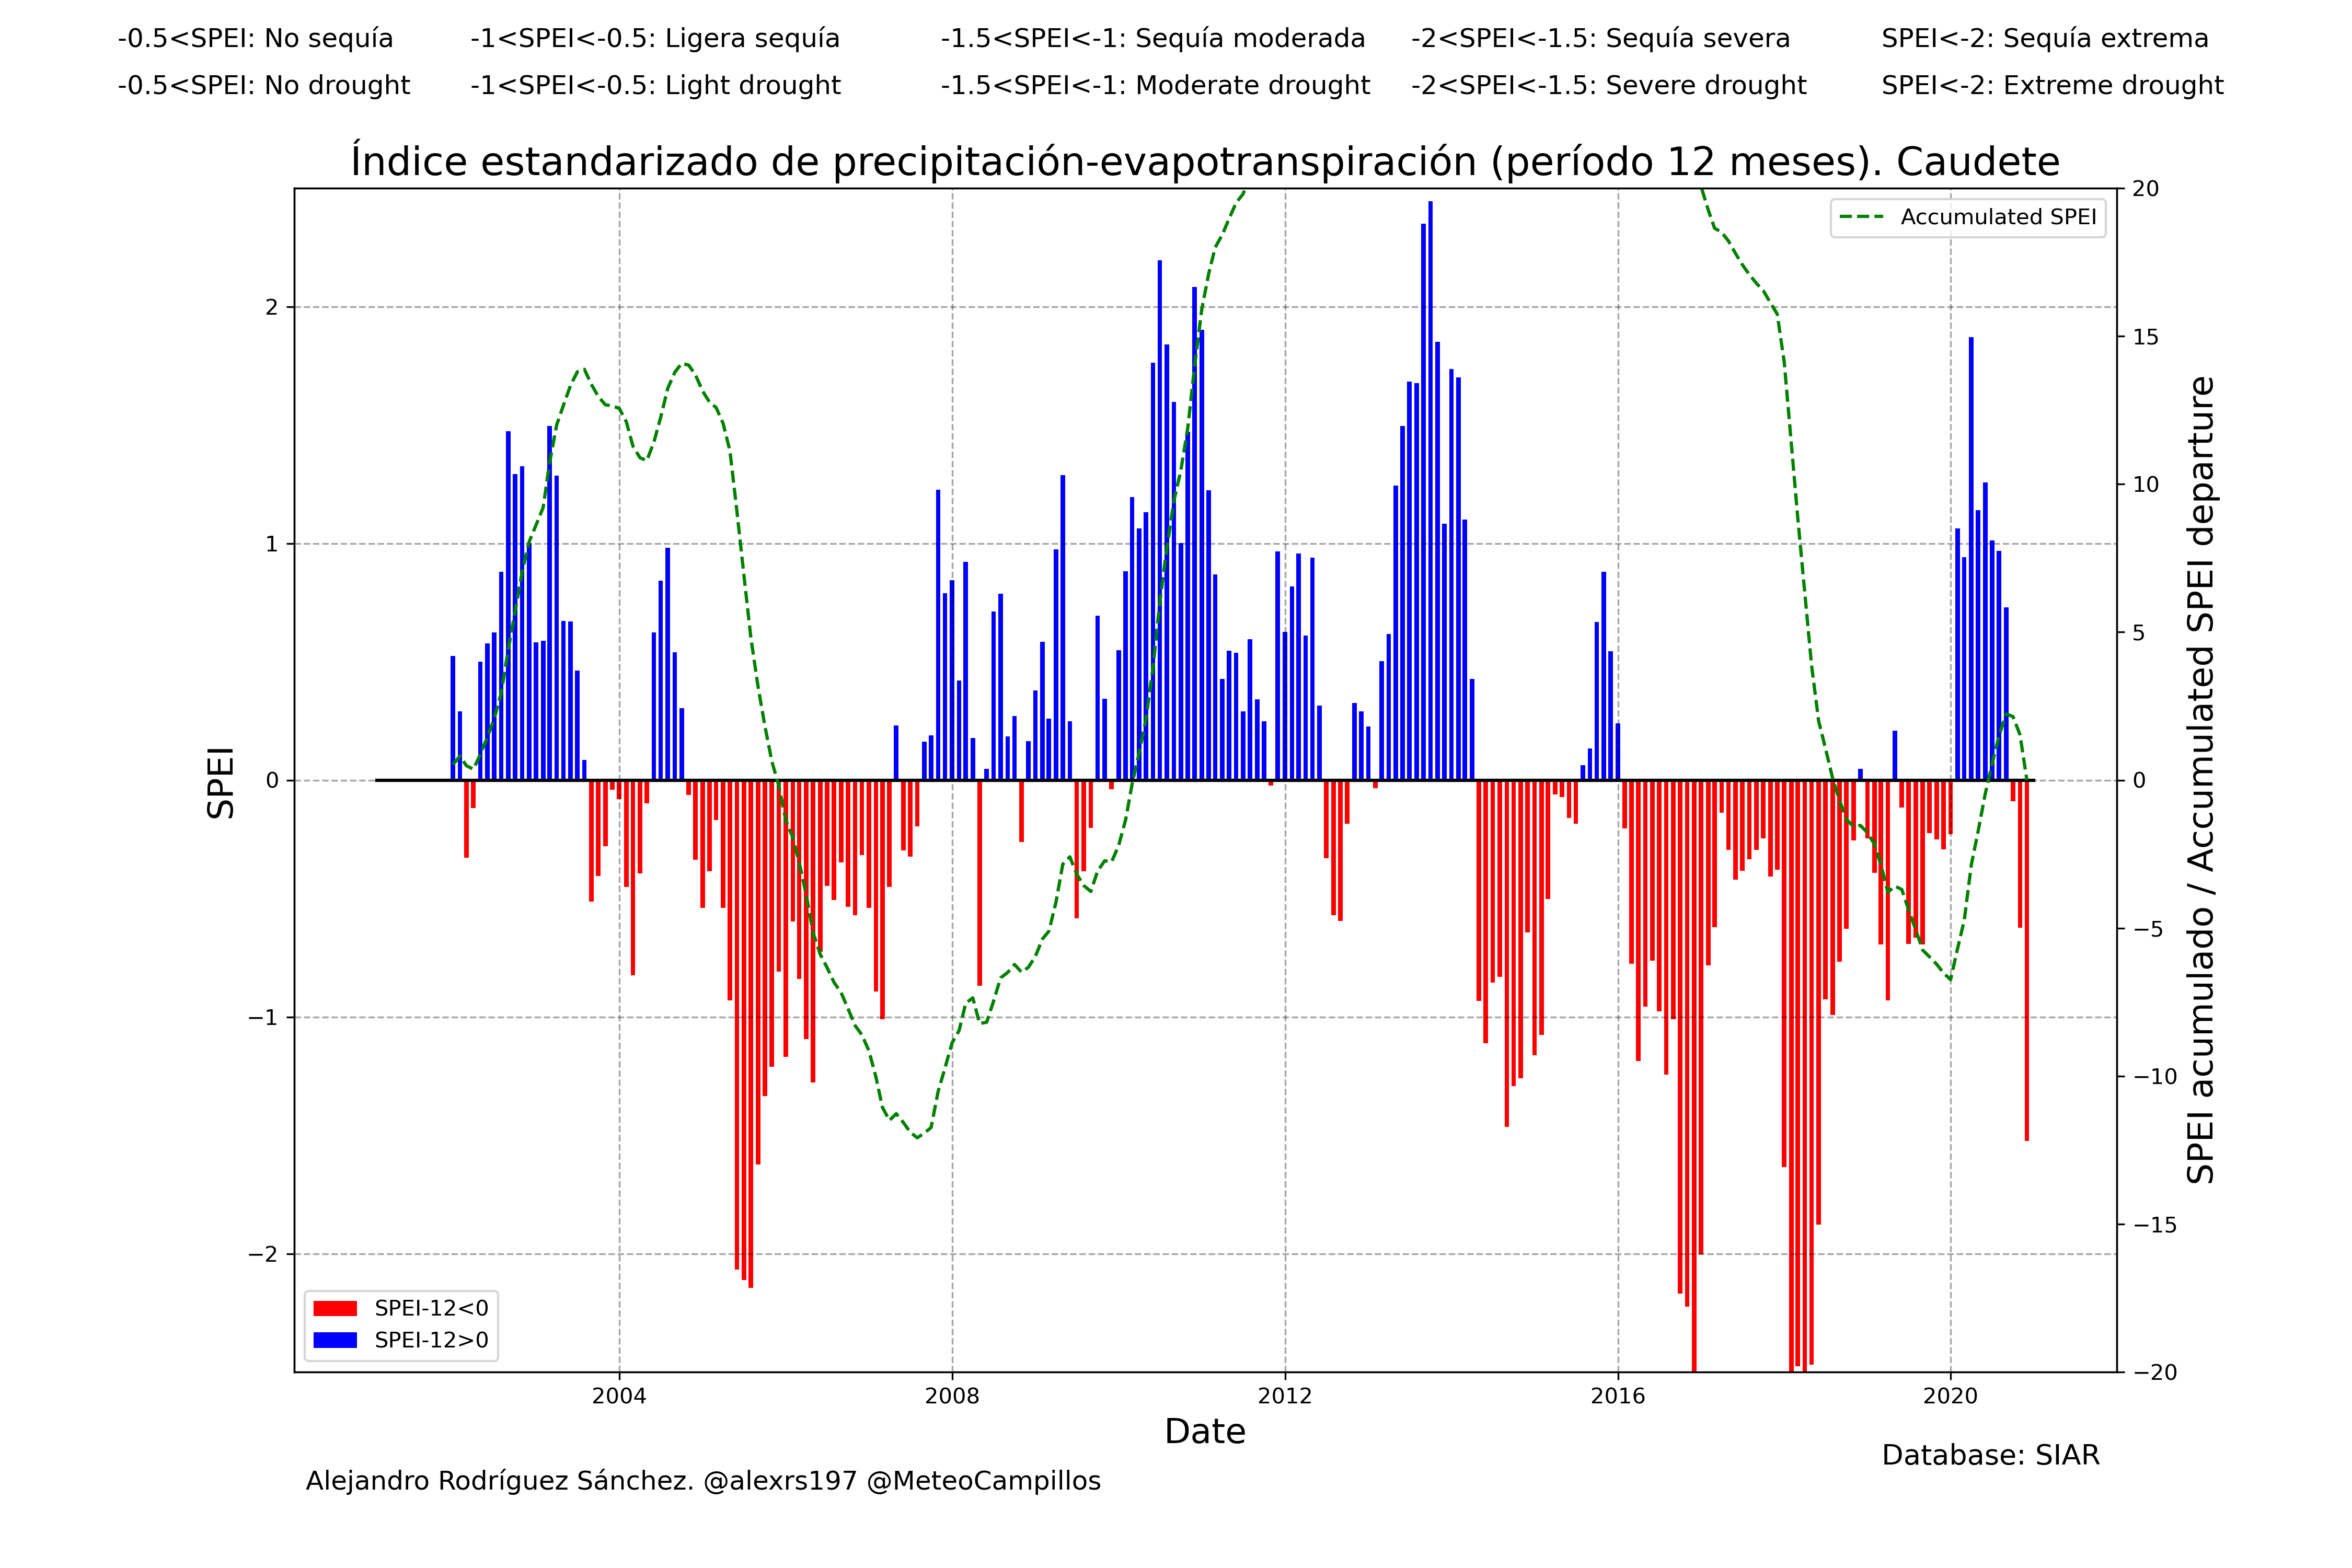 -0.5<SPEI: No sequía -1<SPEI<-0.5: Ligera sequía -1.5<SPEI<-1: Sequía moderada -2<SPEI<-1.5: Sequía severa SPEI<-2: Sequía extrema
-0.5<SPEI: No drought -1<SPEI<-0.5: Light drought -1.5<SPEI<-1: Moderate drought -2<SPEI<-1.5: Severe drought SPEI<-2: Extreme drought
Índice estandarizado de precipitación-evapotranspiración (período 12 meses). Caudete
Accumulated SPEI
SPEI
2
1
0
−1
−2
20
15
10
5
0
−5
−10
−15
−20
SPEI acumulado / Accumulated SPEI departure
SPEI-12<0
SPEI-12>0
2004 2008 2012 2016 2020
Date
Database: SIAR
Alejandro Rodríguez Sánchez. @alexrs197 @MeteoCampillos